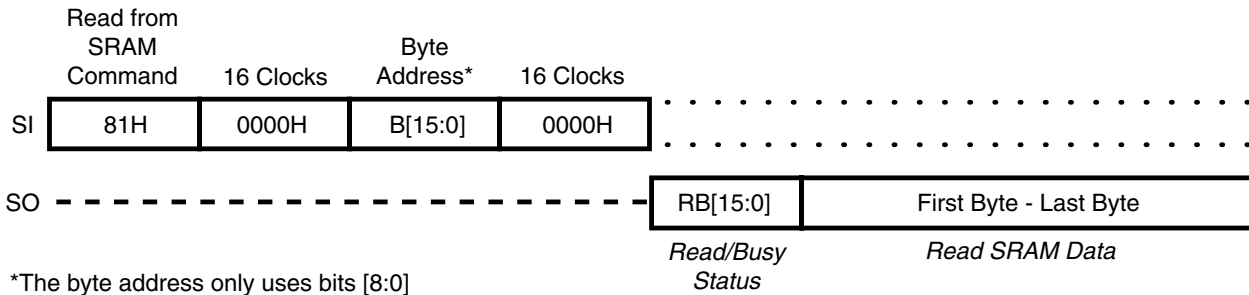 Read from
SRAM
Command
16 Clocks
Byte
Address*
16 Clocks
SI 81H 0000H B[15:0] 0000H
SO RB[15:0] First Byte - Last Byte
Read/Busy
Status
Read SRAM Data
*The byte address only uses bits [8:0]